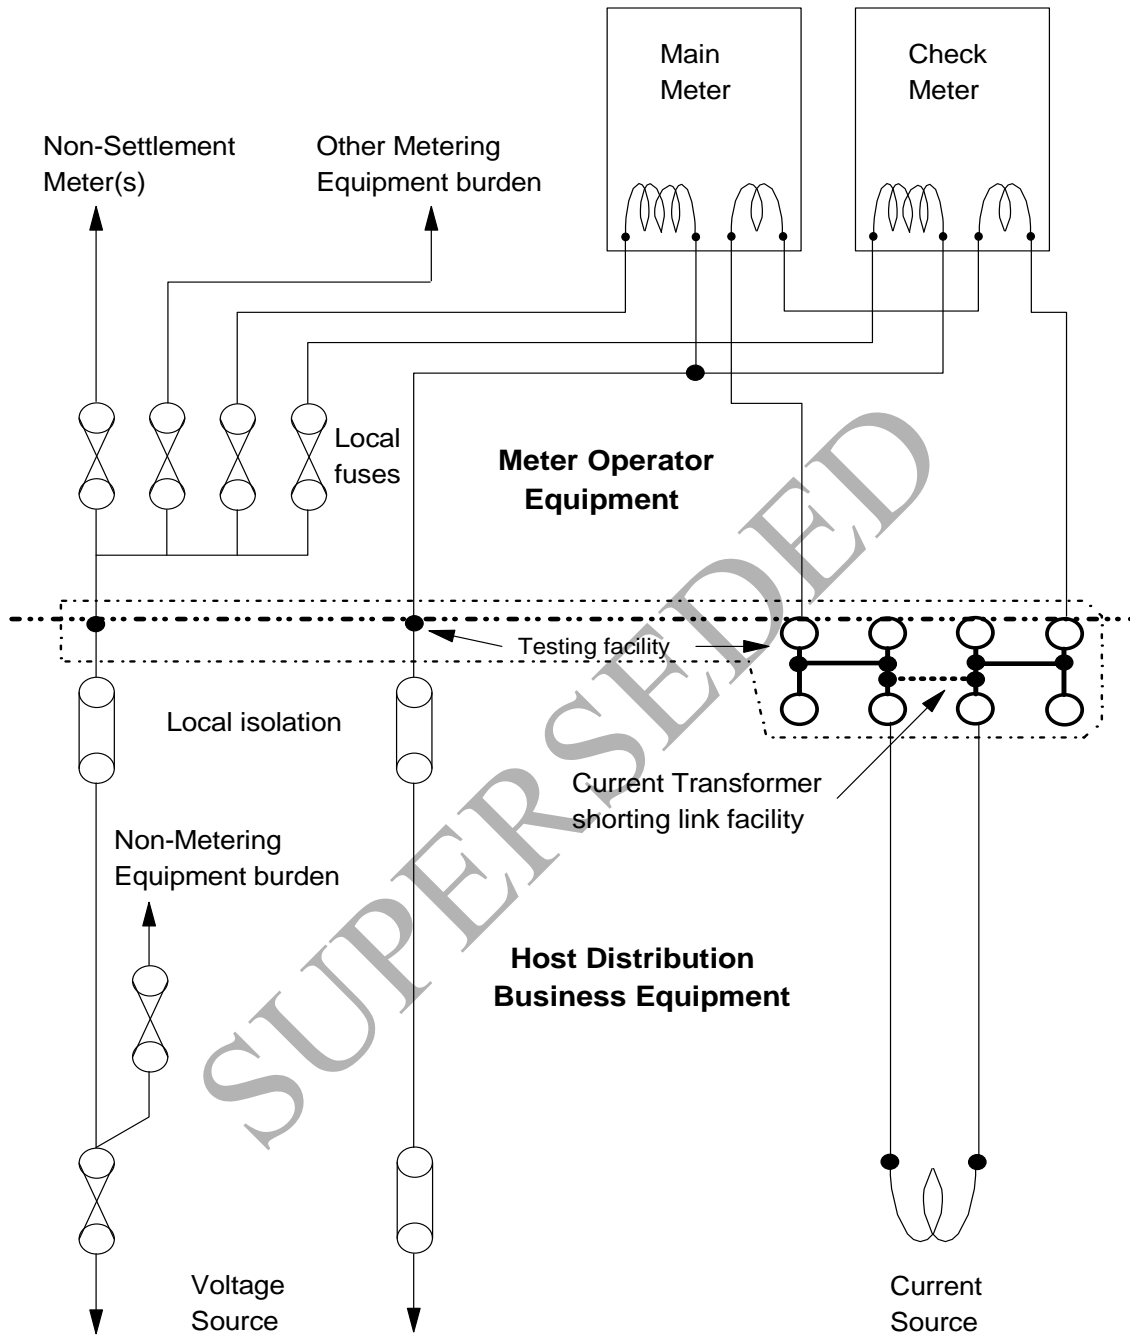 Main
Meter
Check
Meter
Non-Settlement
Meter(s)
Other Metering
Equipment burden
Local
fuses
Meter Operator
Equipment
Testing facility
Local isolation
Current Transformer
shorting link facility
Non-Metering
Equipment burden
Host Distribution
Business Equipment
Voltage
Source
Current
Source
SUPERSEDED